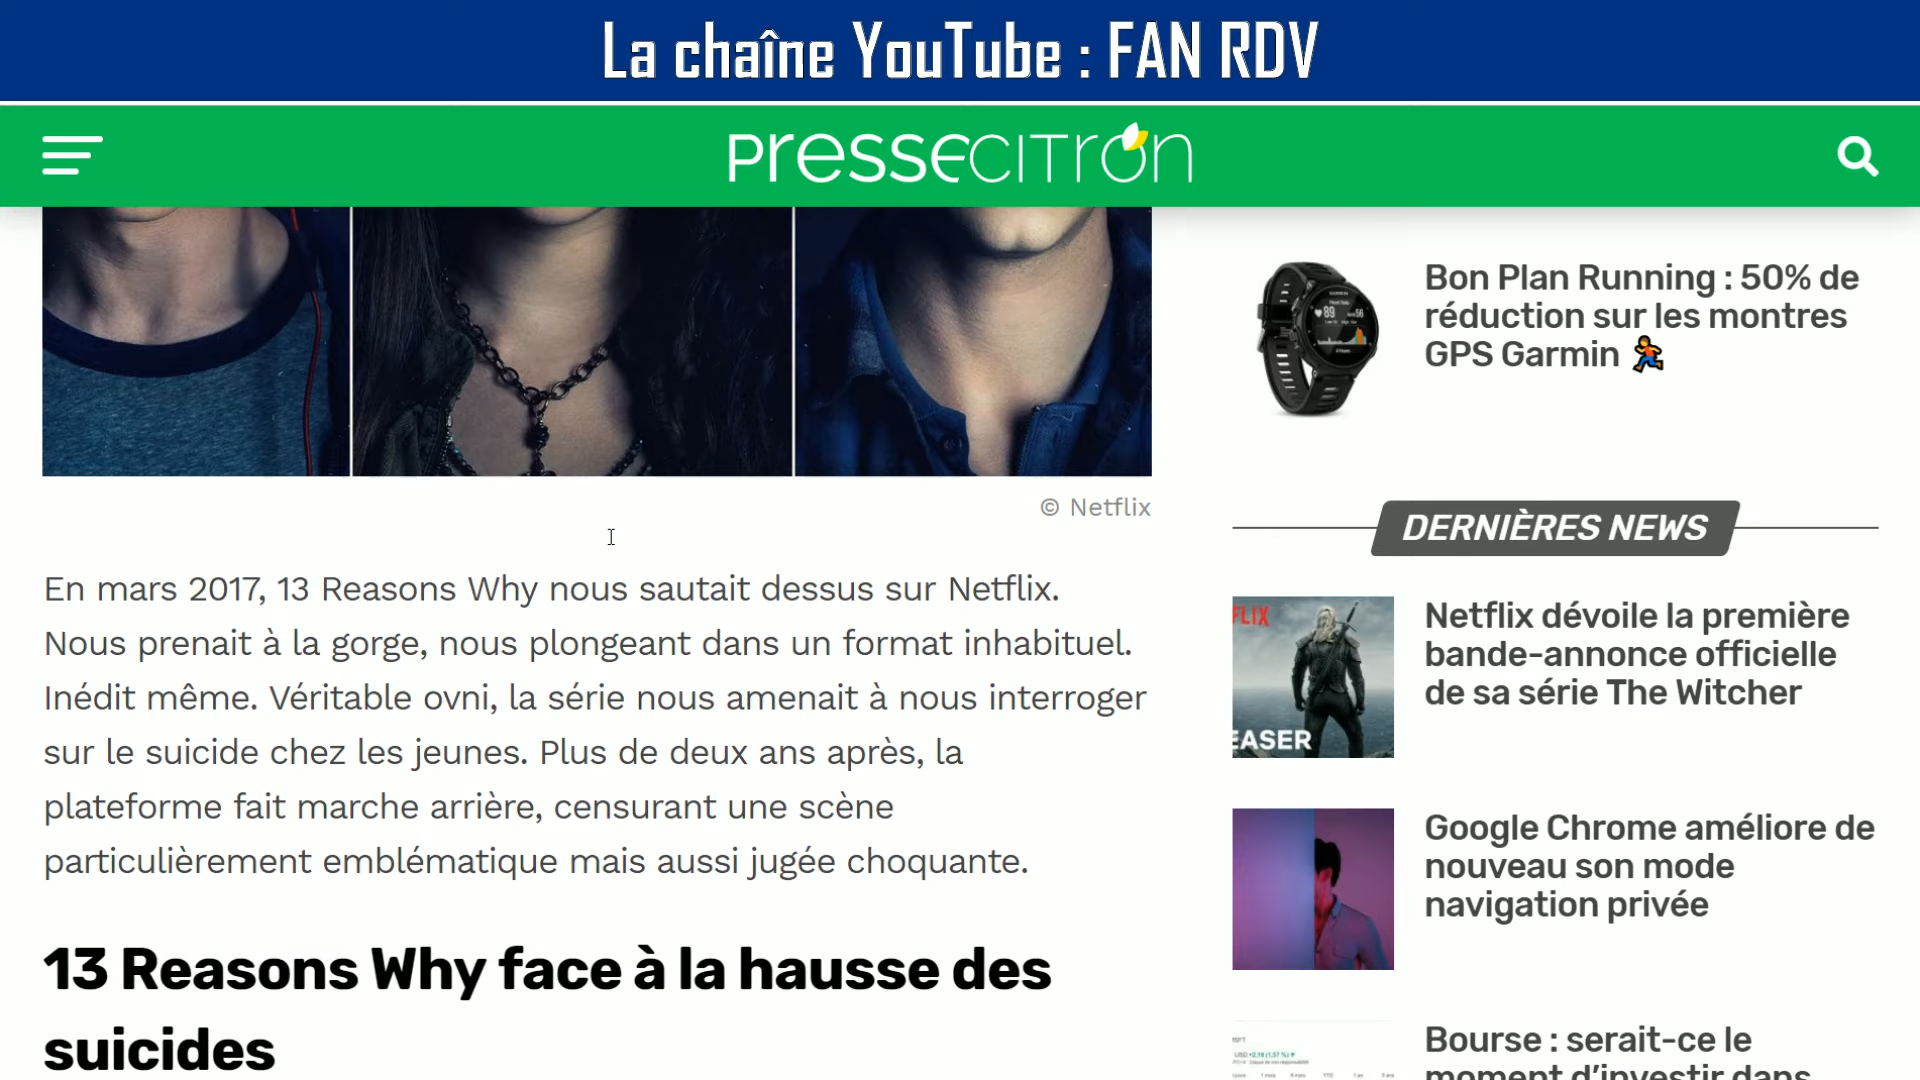 La chaîne YouTube : FAN RDV
PRESSECITRON
Bon Plan Running : 50% de
réduction sur les montres
GPS Garmin 🏃
© Netflix
DERNIÈRES NEWS
En mars 2017, 13 Reasons Why nous sautait dessus sur Netflix.
Nous prenait à la gorge, nous plongeant dans un format inhabituel.
Inédit même. Véritable ovni, la série nous amenait à nous interroger
sur le suicide chez les jeunes. Plus de deux ans après, la
plateforme fait marche arrière, censurant une scène
particulièrement emblématique mais aussi jugée choquante.
13 Reasons Why face à la hausse des
suicides
FLIX
EASER
Netflix dévoile la première
bande-annonce officielle
de sa série The Witcher
Google Chrome améliore de
nouveau son mode
navigation privée
Bourse : serait-ce le
moment d'investir dans